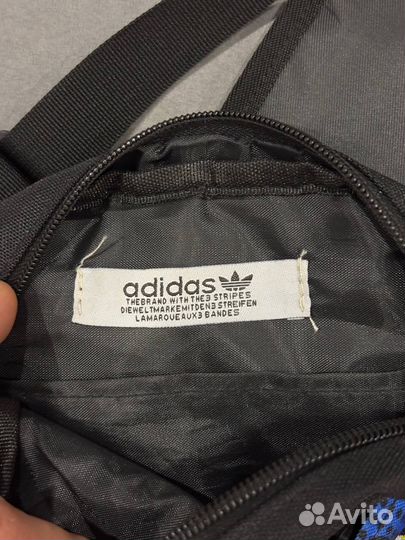 adidas
THEBRAND WITH THE3 STRIPES
DIEWELTMARKEMITDEN3 STREIFEN
LAMARQUEAUX3 BANDES
Avito